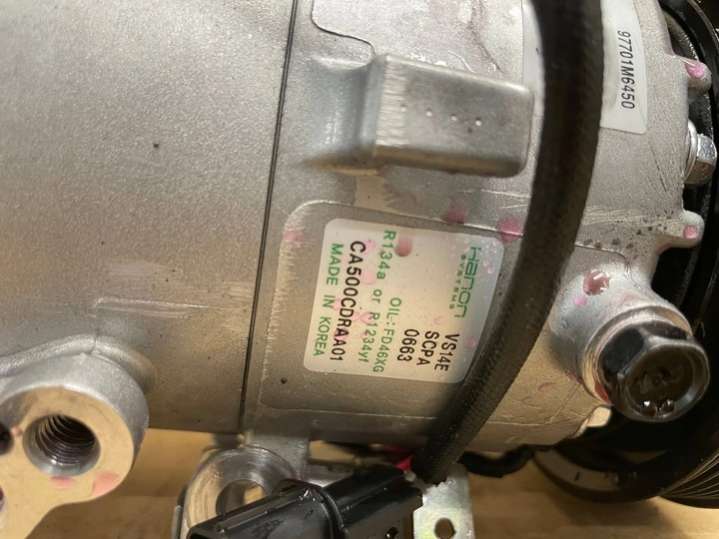 Hanon
SYSTEMS
VS14E
SCPA
0663
OIL:FD46XG
R134a or R1234yf
CA500CDRAA01
MADE IN KOREA
97701M6450